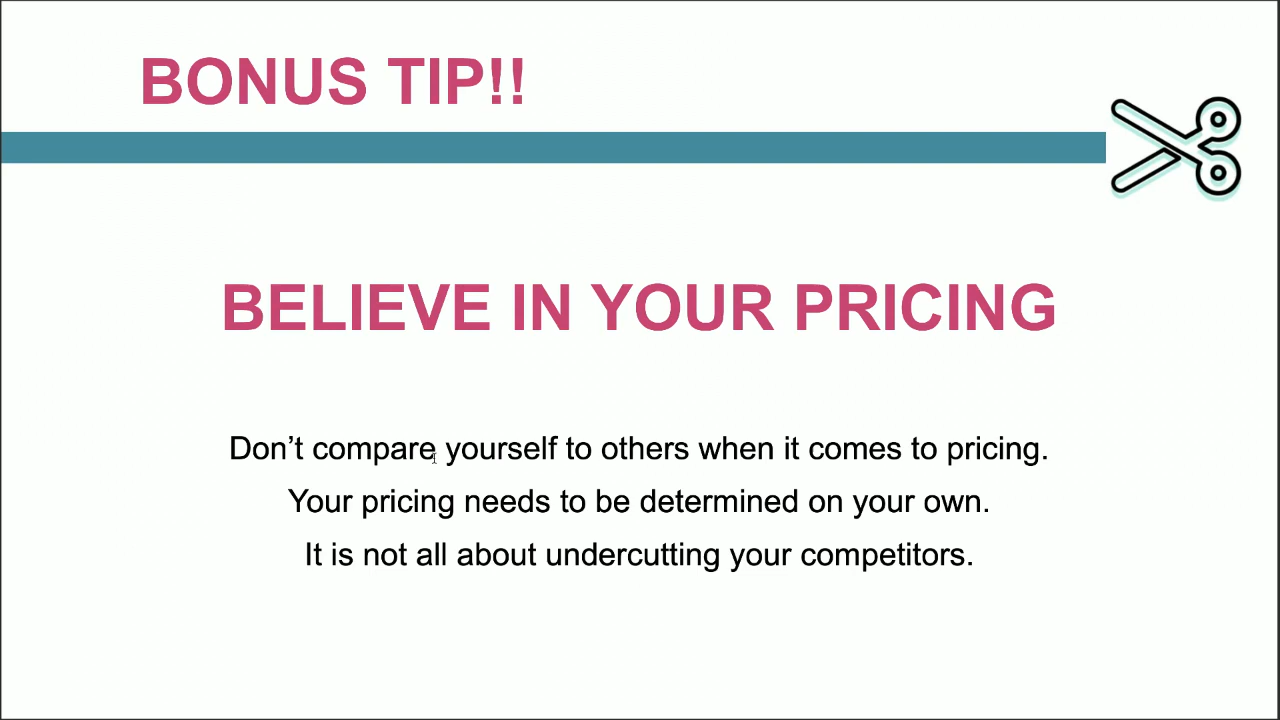 BONUS TIP!!
BELIEVE IN YOUR PRICING
Don’t compare yourself to others when it comes to pricing.
Your pricing needs to be determined on your own.
It is not all about undercutting your competitors.